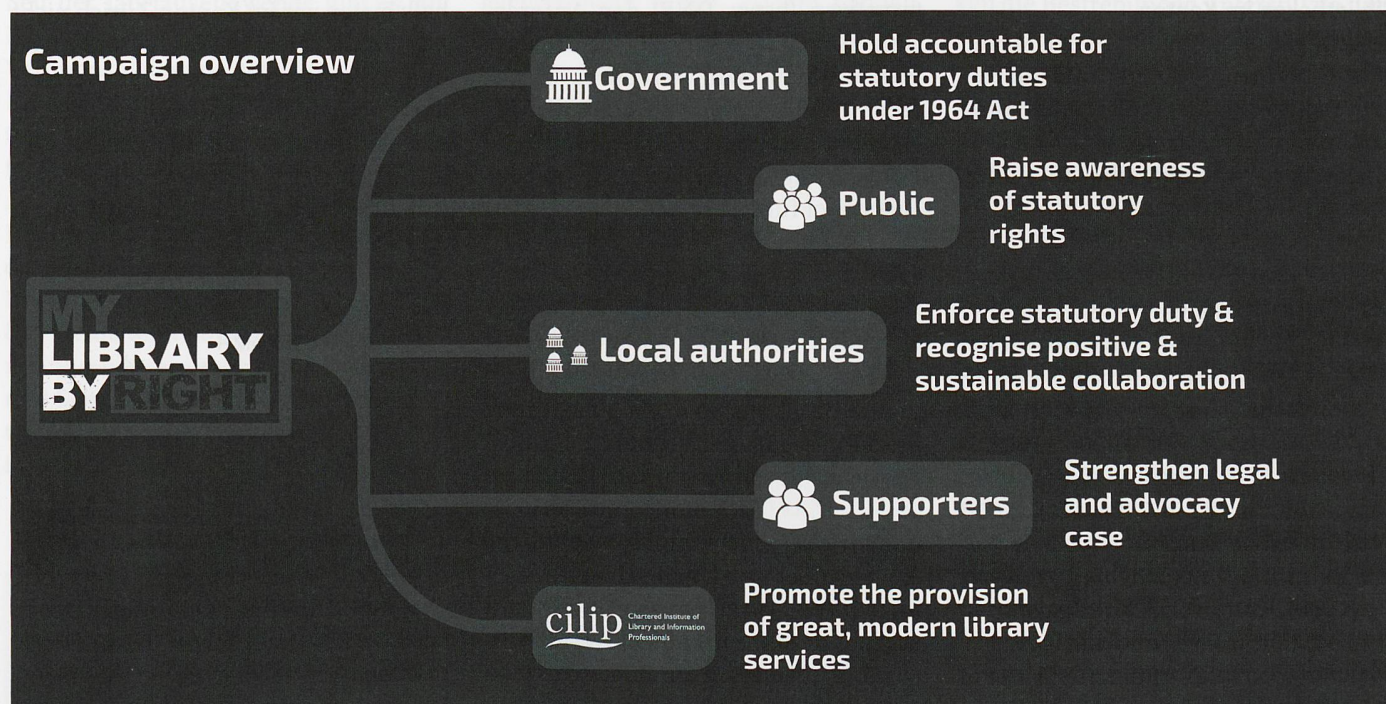 Campaign overview
Government
Hold accountable for
statutory duties
under 1964 Act
Public
Raise awareness
of statutory
rights
MY
LIBRARY
BY RIGHT
Local authorities
Enforce statutory duty &
recognise positive &
sustainable collaboration
Supporters
Strengthen legal
and advocacy
case
cilip
Chartered Institute of
Library and Information
Professionals
Promote the provision
of great, modern library
services